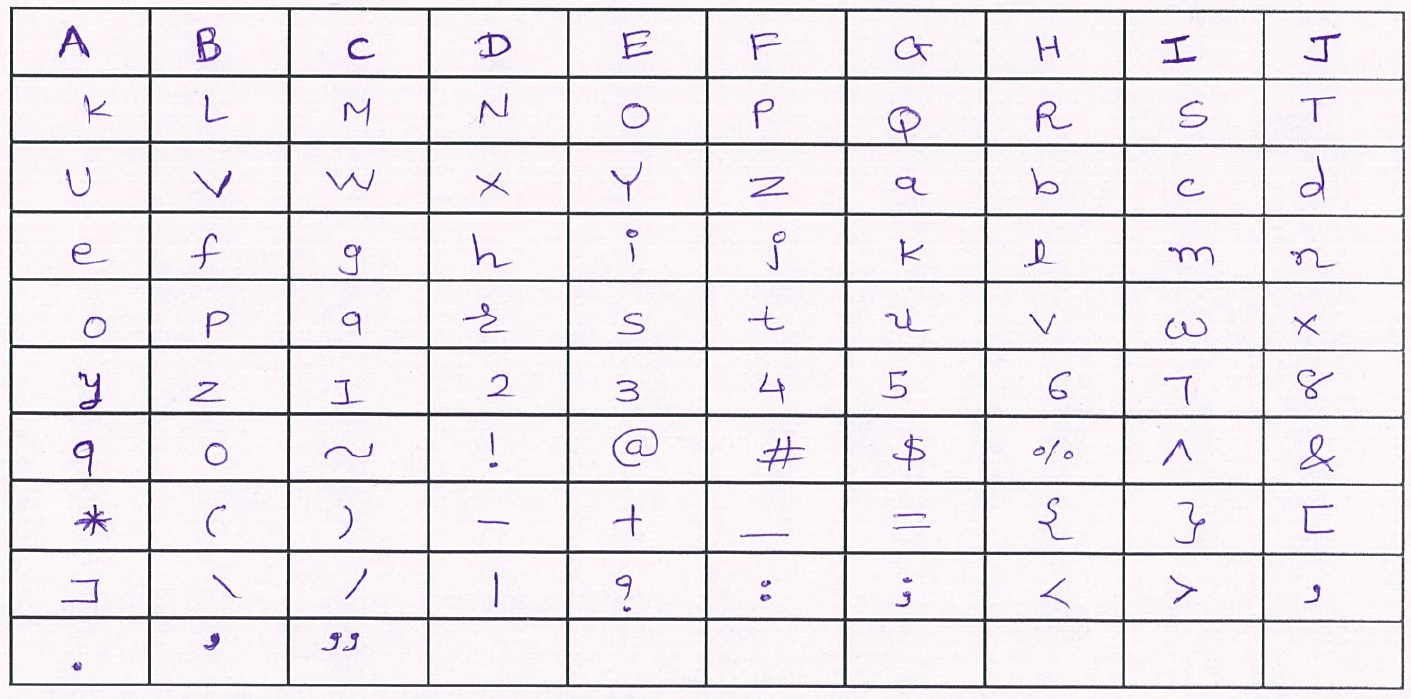 A B C D E F G H I J
K L M N O P Q R S T
U V W X Y Z a b c d
e f g h i j k l m n
o p q r s t u v w x
y z 1 2 3 4 5 6 7 8
9 0 ~ ! @ # $ % ^ &
* ( ) - + _ = { } [
] \ / | ? : ; < > ,
. ' "